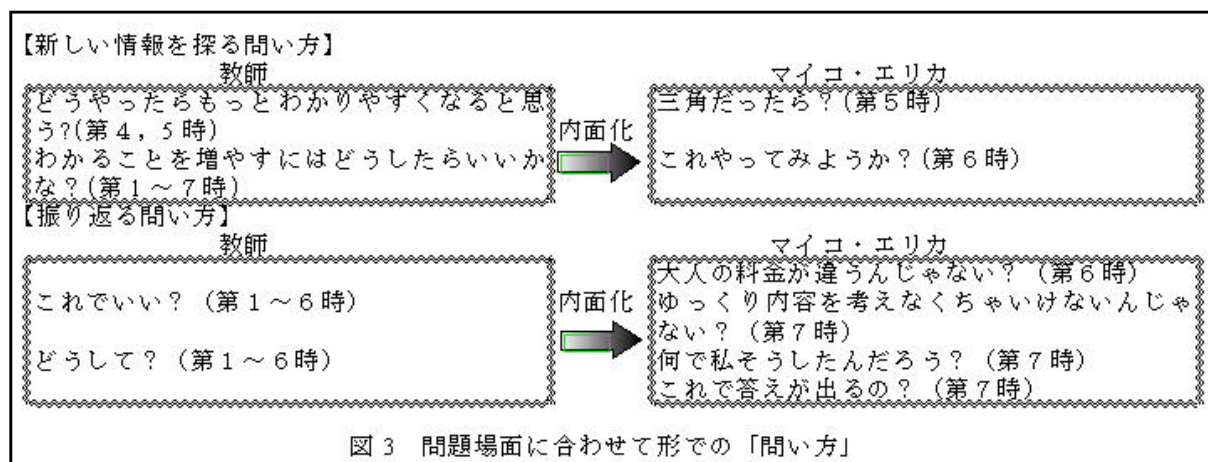 【新しい情報を探る問い方】
教師
マイコ・エリカ
どうやったらもっとわかりやすくなると思
う?(第4,5時)
わかることを増やすにはどうしたらいいか
な?(第1～7時)
内面化
三角だったら?(第5時)
これやってみようか?(第6時)
【振り返る問い方】
教師
マイコ・エリカ
これでいい? (第1～6時)
どうして? (第1～6時)
内面化
大人の料金が違うんじゃない? (第6時)
ゆっくり内容を考えなくちゃいけないんじゃ
ない? (第7時)
何で私そうしたんだろう? (第7時)
これで答えが出るの? (第7時)
図3 問題場面に合わせて形での「問い方」